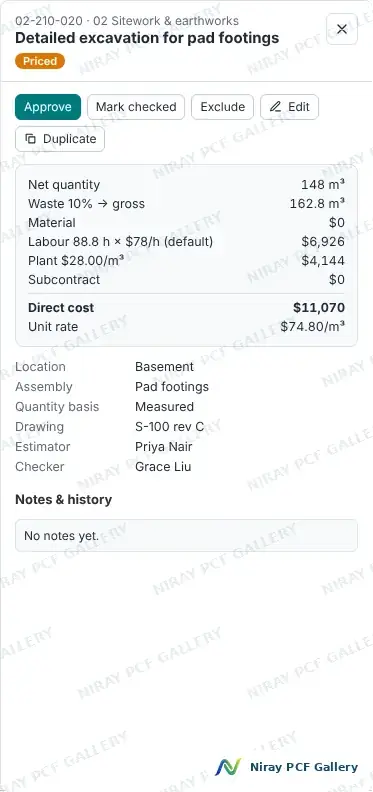 02-210-020 · 02 Sitework & earthworks
Detailed excavation for pad footings
Priced
Approve Mark checked Exclude Edit
Duplicate
Net quantity 148 m³
Waste 10% → gross 162.8 m³
Material $0
Labour 88.8 h × $78/h (default) $6,926
Plant $28.00/m³ $4,144
Subcontract $0
Direct cost $11,070
Unit rate $74.80/m³
Location Basement
Assembly Pad footings
Quantity basis Measured
Drawing S-100 rev C
Estimator Priya Nair
Checker Grace Liu
Notes & history
No notes yet.
NIRAY PCF GALLERY
Niray PCF Gallery